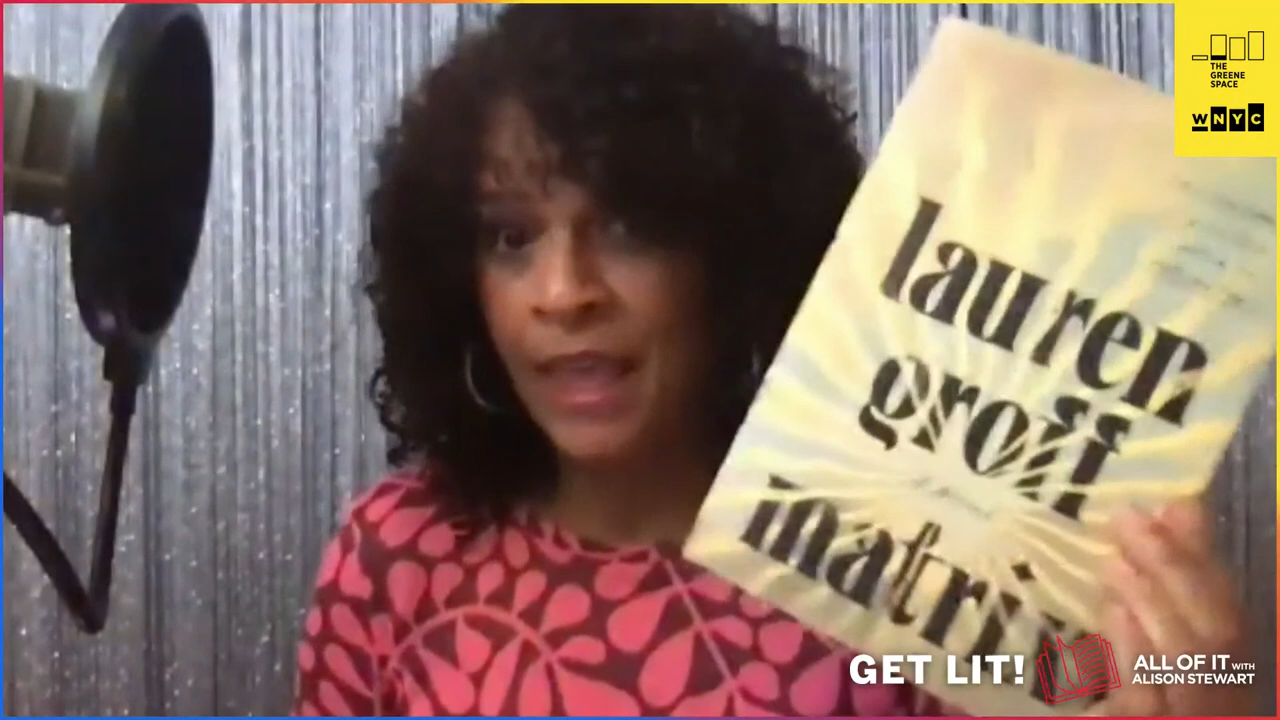 THE
GREENE
SPACE
WNYC
lauren
groff
matrix
GET LIT!
ALL OF IT WITH
ALISON STEWART